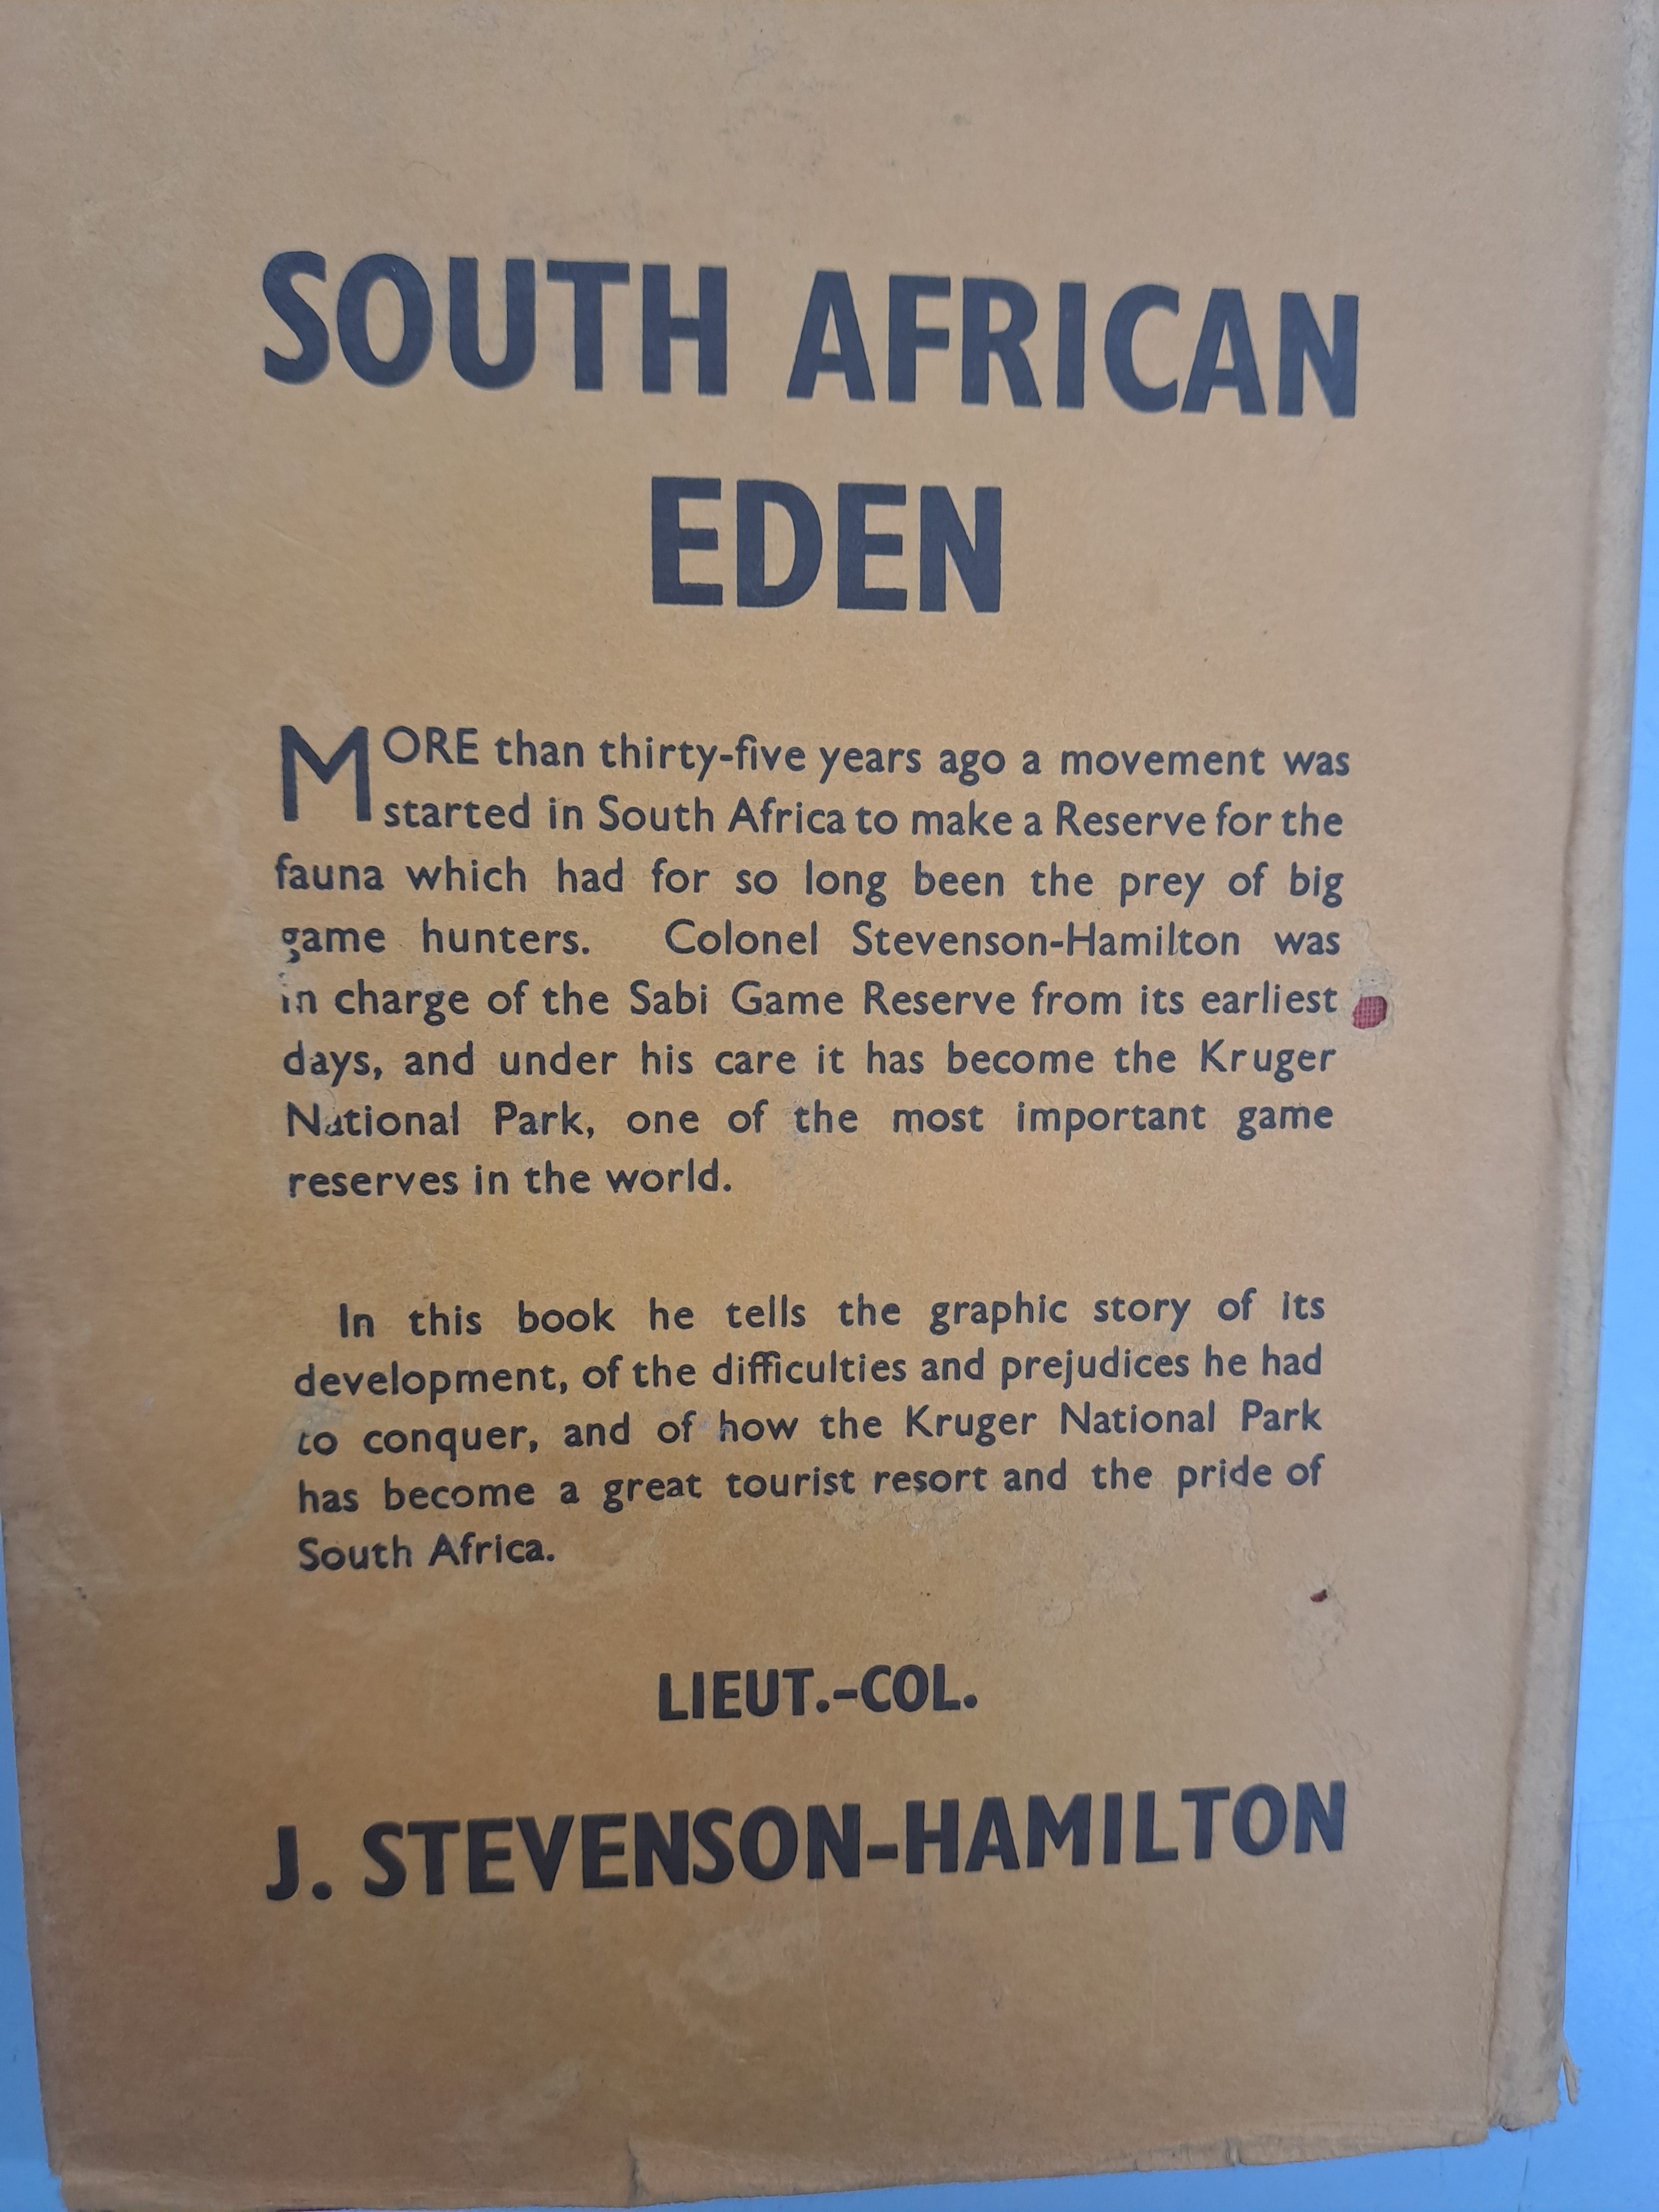 SOUTH AFRICAN
EDEN
MORE than thirty-five years ago a movement was
started in South Africa to make a Reserve for the
fauna which had for so long been the prey of big
game hunters. Colonel Stevenson-Hamilton was
in charge of the Sabi Game Reserve from its earliest
days, and under his care it has become the Kruger
National Park, one of the most important game
reserves in the world.
In this book he tells the graphic story of its
development, of the difficulties and prejudices he had
to conquer, and of how the Kruger National Park
has become a great tourist resort and the pride of
South Africa.
LIEUT.-COL.
J. STEVENSON-HAMILTON